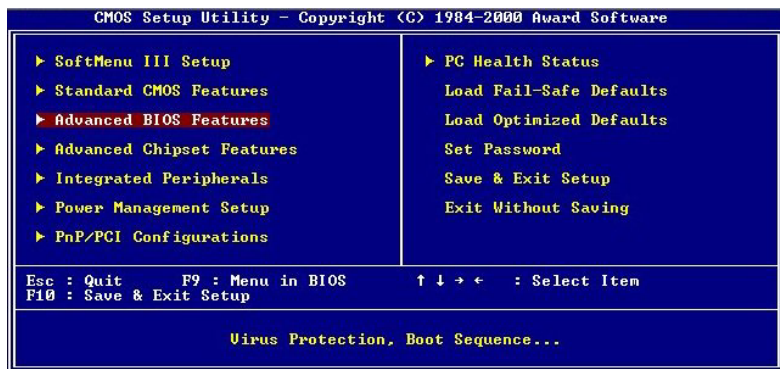 CMOS Setup Utility - Copyright (C) 1984-2000 Award Software
▶ SoftMenu III Setup
▶ Standard CMOS Features
▶ Advanced BIOS Features
▶ Advanced Chipset Features
▶ Integrated Peripherals
▶ Power Management Setup
▶ PnP/PCI Configurations
▶ PC Health Status
Load Fail-Safe Defaults
Load Optimized Defaults
Set Password
Save & Exit Setup
Exit Without Saving
Esc : Quit F9 : Menu in BIOS ↑ ↓ → ← : Select Item
F10 : Save & Exit Setup
Virus Protection, Boot Sequence...